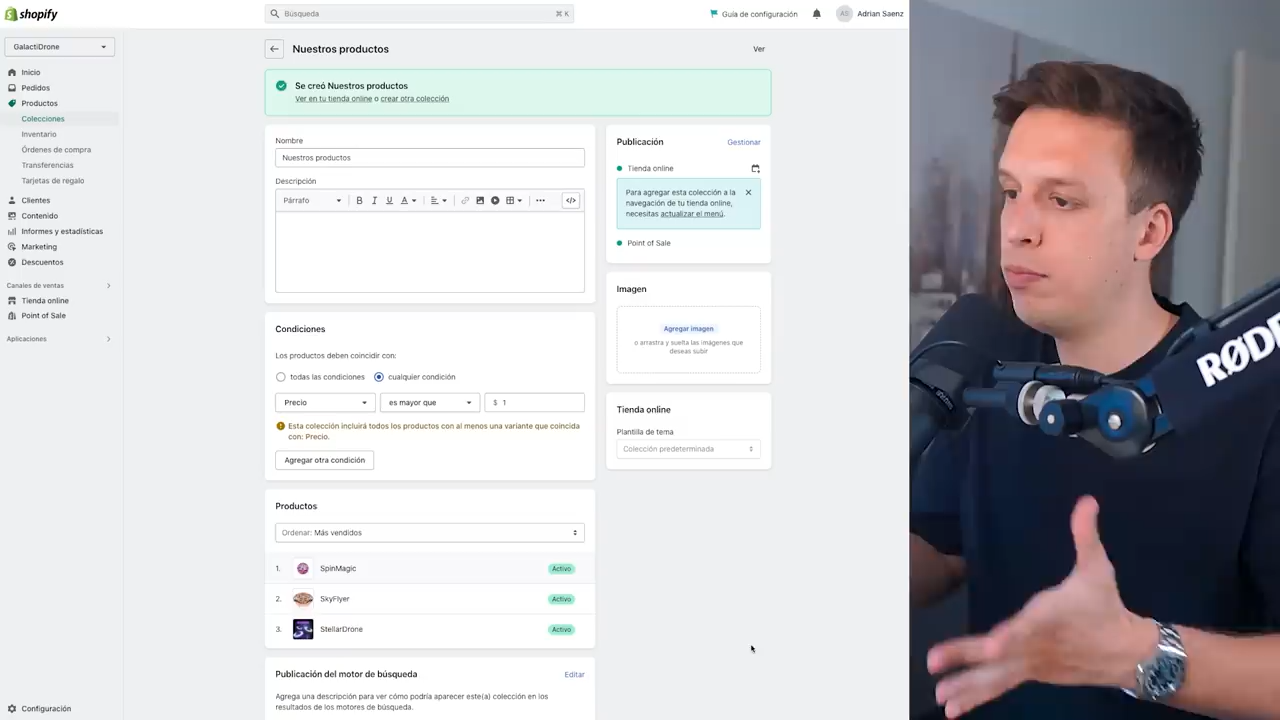 shopify
Búsqueda
⌘ K
Guía de configuración
AS
Adrian Saenz
GalactiDrone
Inicio
Pedidos
Productos
Colecciones
Inventario
Órdenes de compra
Transferencias
Tarjetas de regalo
Clientes
Contenido
Informes y estadísticas
Marketing
Descuentos
Canales de ventas
Tienda online
Point of Sale
Aplicaciones
Configuración
Nuestros productos
Ver
Se creó Nuestros productos
Ver en tu tienda online o crear otra colección
Nombre
Nuestros productos
Descripción
Párrafo
B I U A
</>
Condiciones
Los productos deben coincidir con:
todas las condiciones
cualquier condición
Precio
es mayor que
$ 1
Esta colección incluirá todos los productos con al menos una variante que coincida
con: Precio.
Agregar otra condición
Productos
Ordenar: Más vendidos
1. SpinMagic Activo
2. SkyFlyer Activo
3. StellarDrone Activo
Publicación del motor de búsqueda
Editar
Agrega una descripción para ver cómo podría aparecer este(a) colección en los
resultados de los motores de búsqueda.
Publicación
Gestionar
Tienda online
Para agregar esta colección a la
navegación de tu tienda online,
necesitas actualizar el menú.
Point of Sale
Imagen
Agregar imagen
o arrastra y suelta las imágenes que
deseas subir
Tienda online
Plantilla de tema
Colección predeterminada
RØDE